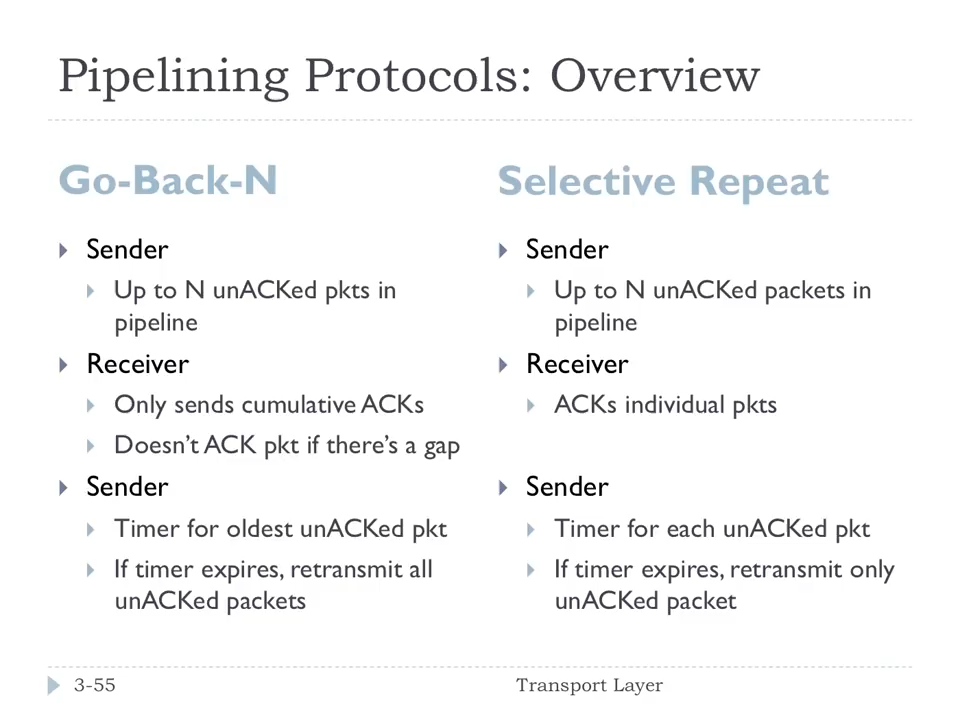 Pipelining Protocols: Overview
Go-Back-N
Sender
Up to N unACKed pkts in
pipeline
Receiver
Only sends cumulative ACKs
Doesn't ACK pkt if there's a gap
Sender
Timer for oldest unACKed pkt
If timer expires, retransmit all
unACKed packets
Selective Repeat
Sender
Up to N unACKed packets in
pipeline
Receiver
ACKs individual pkts
Sender
Timer for each unACKed pkt
If timer expires, retransmit only
unACKed packet
3-55
Transport Layer